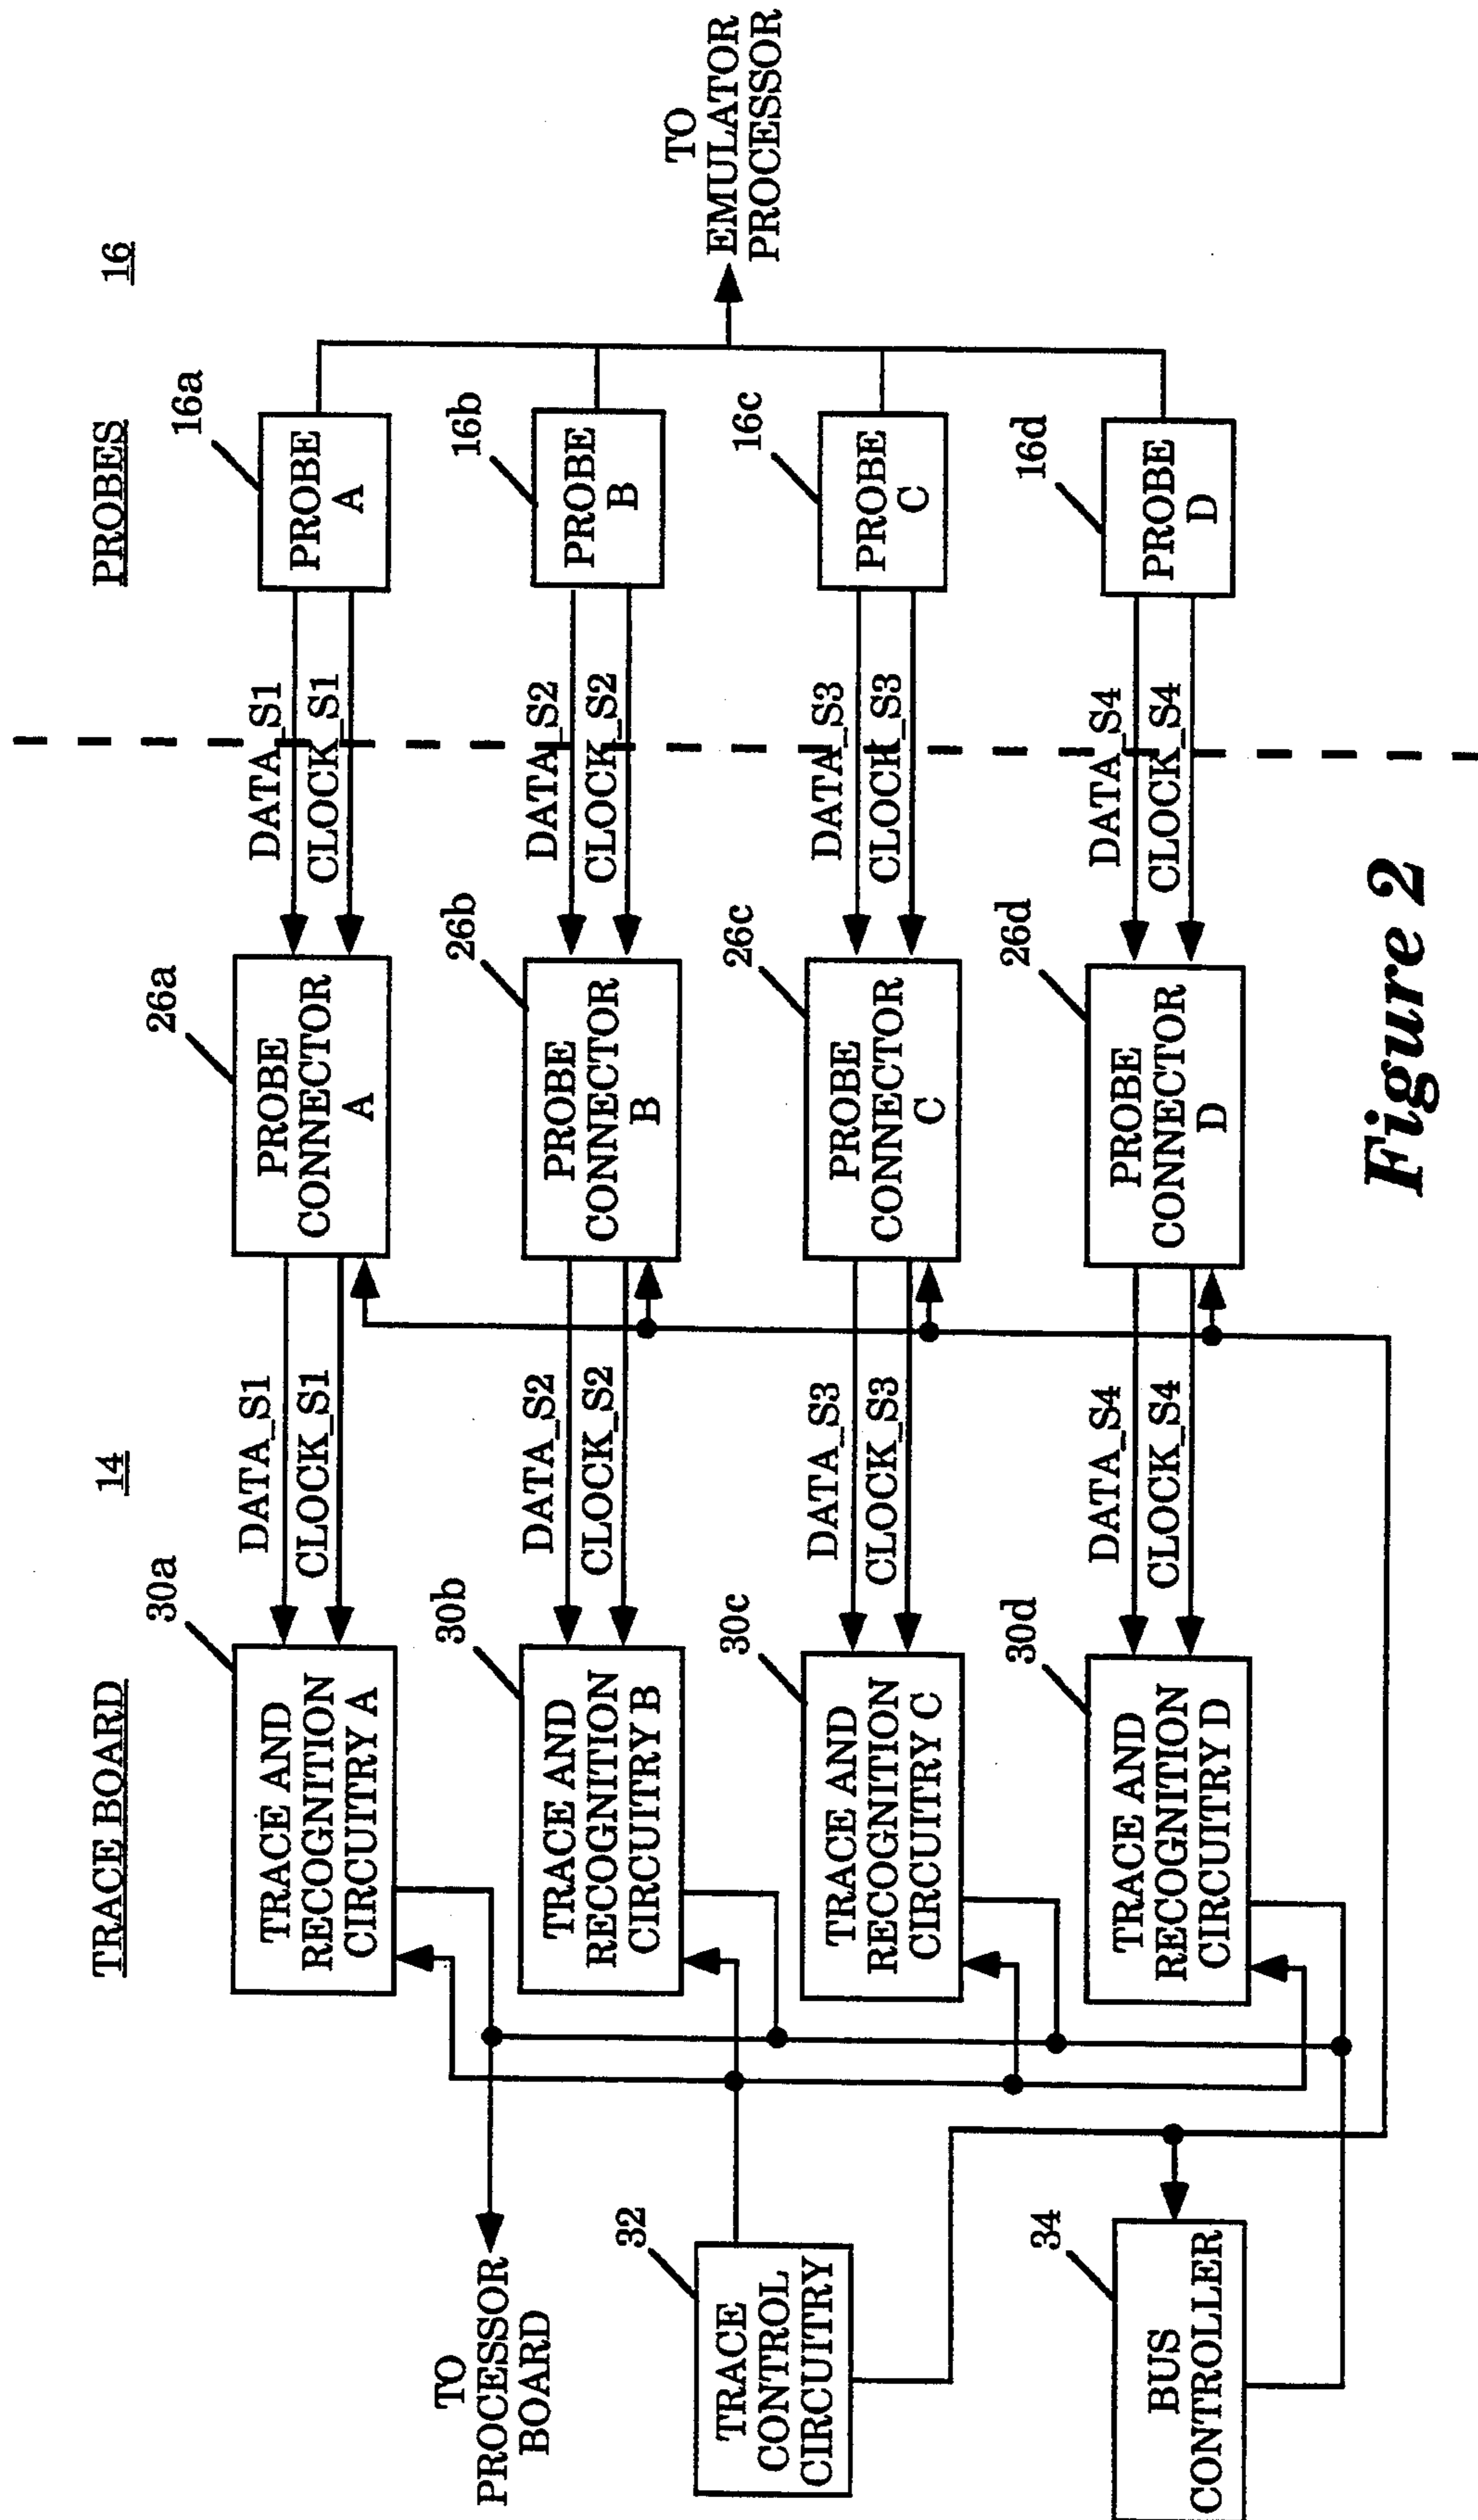 TRACE BOARD
14
PROBES
16
30a
TRACE AND
RECOGNITION
CIRCUITRY A
DATA_S1
CLOCK_S1
26a
PROBE
CONNECTOR
A
DATA_S1
CLOCK_S1
16a
PROBE
A
TO
PROCESSOR
BOARD
30b
TRACE AND
RECOGNITION
CIRCUITRY B
DATA_S2
CLOCK_S2
26b
PROBE
CONNECTOR
B
DATA_S2
CLOCK_S2
16b
PROBE
B
TO
EMULATOR
PROCESSOR
32
TRACE
CONTROL
CIRCUITRY
30c
TRACE AND
RECOGNITION
CIRCUITRY C
DATA_S3
CLOCK_S3
26c
PROBE
CONNECTOR
C
DATA_S3
CLOCK_S3
16c
PROBE
C
34
BUS
CONTROLLER
30d
TRACE AND
RECOGNITION
CIRCUITRY D
DATA_S4
CLOCK_S4
26d
PROBE
CONNECTOR
D
DATA_S4
CLOCK_S4
16d
PROBE
D
Figure 2